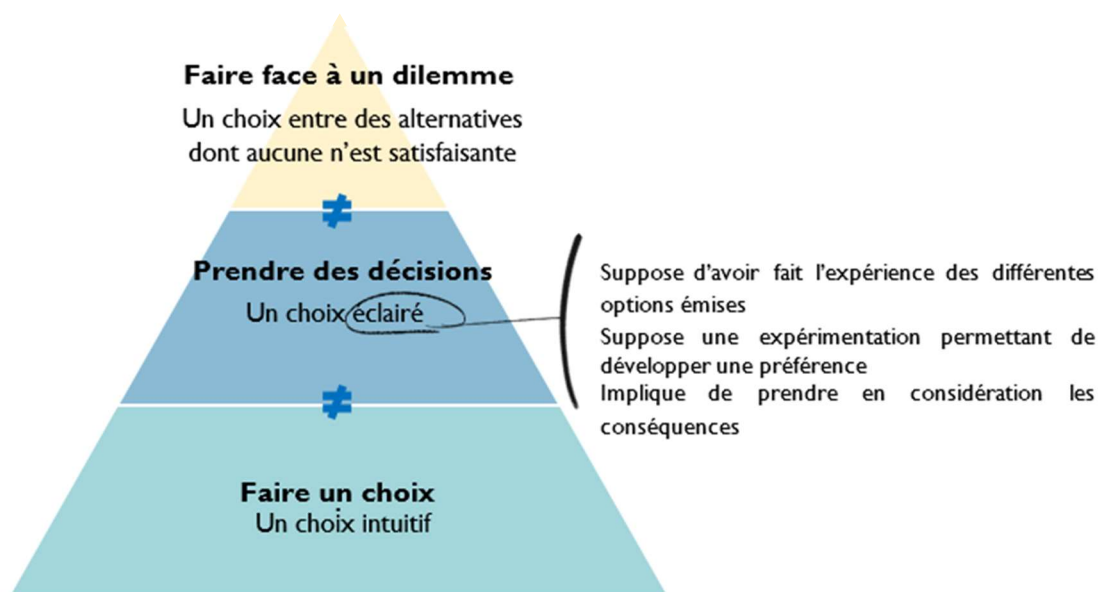 Faire face à un dilemme
Un choix entre des alternatives
dont aucune n'est satisfaisante
≠
Prendre des décisions
Un choix éclairé
Suppose d'avoir fait l'expérience des différentes
options émises
Suppose une expérimentation permettant de
développer une préférence
Implique de prendre en considération les
conséquences
≠
Faire un choix
Un choix intuitif